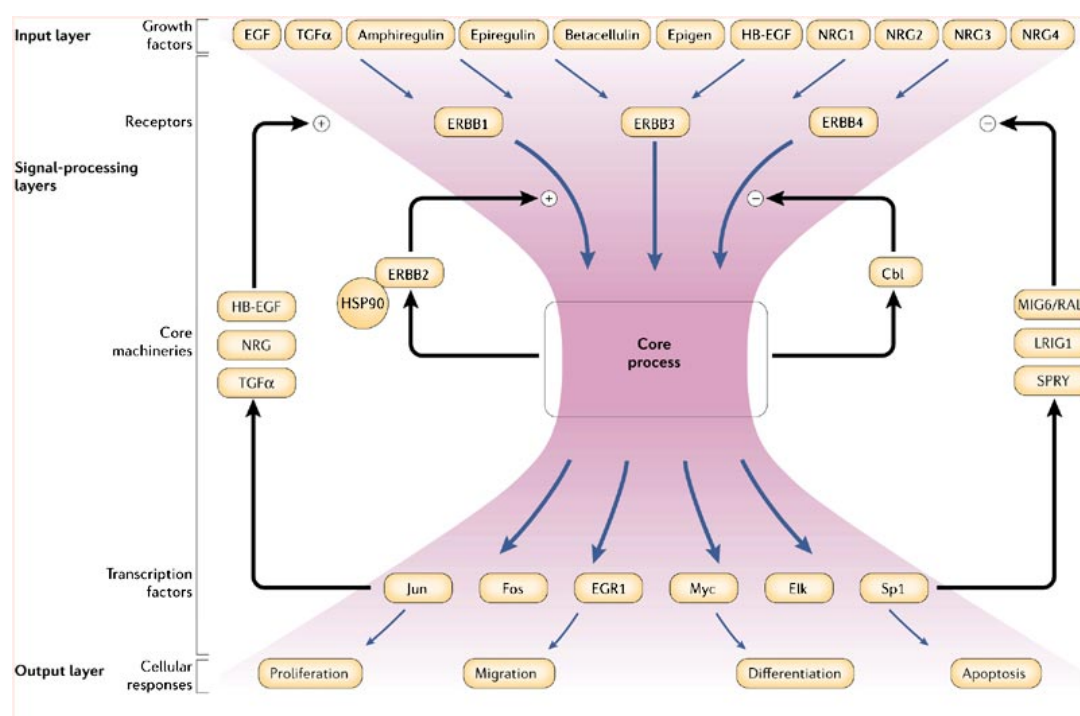 Input layer
Growth
factors
EGF
TGFα
Amphiregulin
Epiregulin
Betacellulin
Epigen
HB-EGF
NRG1
NRG2
NRG3
NRG4
Receptors
ERBB1
ERBB3
ERBB4
+
−
Signal-processing
layers
+
−
ERBB2
HSP90
Cbl
HB-EGF
NRG
TGFα
Core
machineries
Core
process
MIG6/RAL
LRIG1
SPRY
Transcription
factors
Jun
Fos
EGR1
Myc
Elk
Sp1
Output layer
Cellular
responses
Proliferation
Migration
Differentiation
Apoptosis